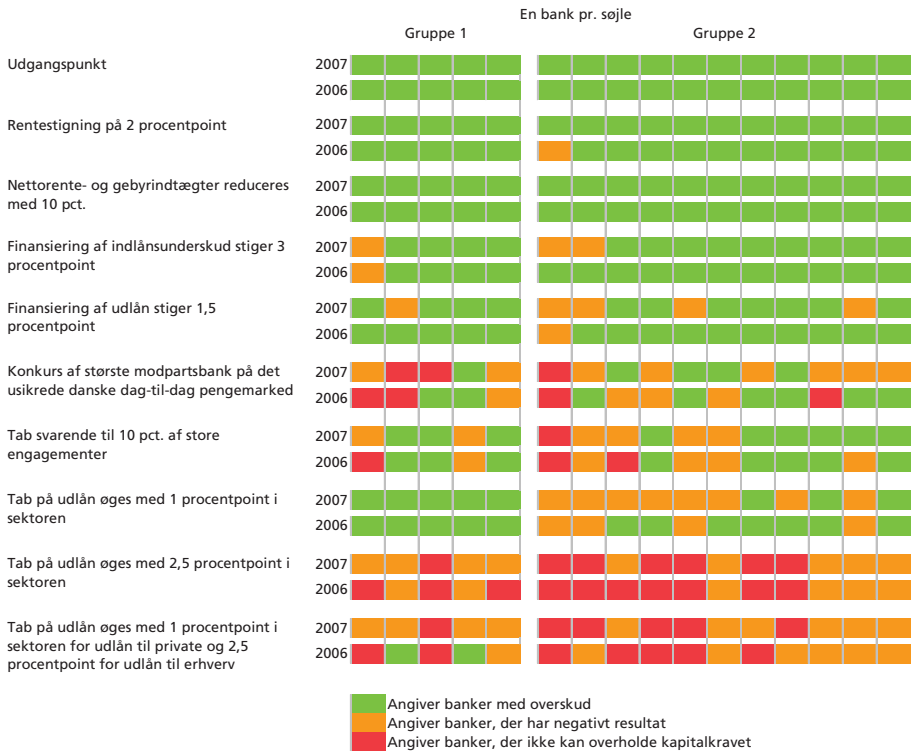 En bank pr. søjle
Gruppe 1 Gruppe 2
Udgangspunkt 2007
2006
Rentestigning på 2 procentpoint 2007
2006
Nettorente- og gebyrindtægter reduceres 2007
med 10 pct. 2006
Finansiering af indlånsunderskud stiger 3 2007
procentpoint 2006
Finansiering af udlån stiger 1,5 2007
procentpoint 2006
Konkurs af største modpartsbank på det 2007
usikrede danske dag-til-dag pengemarked 2006
Tab svarende til 10 pct. af store 2007
engagementer 2006
Tab på udlån øges med 1 procentpoint i 2007
sektoren 2006
Tab på udlån øges med 2,5 procentpoint i 2007
sektoren 2006
Tab på udlån øges med 1 procentpoint i 2007
sektoren for udlån til private og 2,5 2006
procentpoint for udlån til erhverv
Angiver banker med overskud
Angiver banker, der har negativt resultat
Angiver banker, der ikke kan overholde kapitalkravet